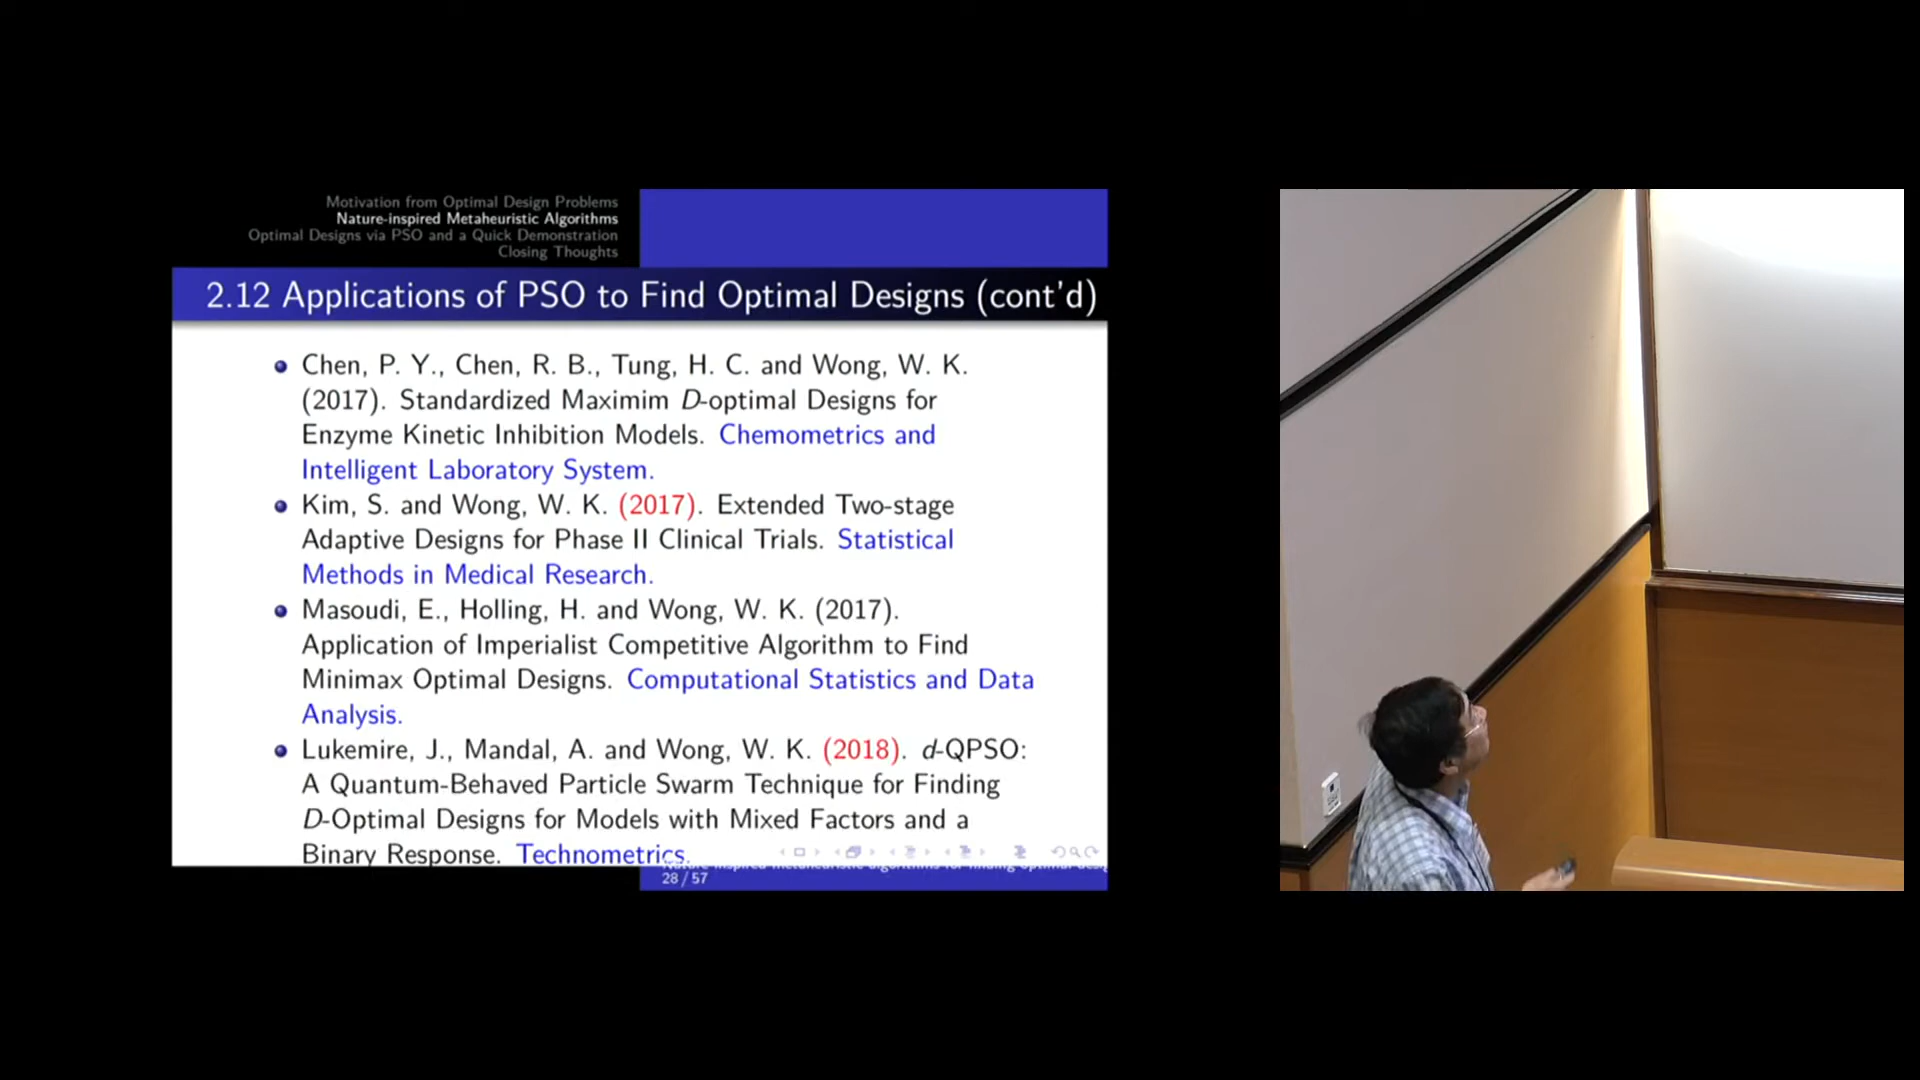 Motivation from Optimal Design Problems
Nature-inspired Metaheuristic Algorithms
Optimal Designs via PSO and a Quick Demonstration
Closing Thoughts
2.12 Applications of PSO to Find Optimal Designs (cont'd)
Chen, P. Y., Chen, R. B., Tung, H. C. and Wong, W. K.
(2017). Standardized Maximim D-optimal Designs for
Enzyme Kinetic Inhibition Models. Chemometrics and
Intelligent Laboratory System.
Kim, S. and Wong, W. K. (2017). Extended Two-stage
Adaptive Designs for Phase II Clinical Trials. Statistical
Methods in Medical Research.
Masoudi, E., Holling, H. and Wong, W. K. (2017).
Application of Imperialist Competitive Algorithm to Find
Minimax Optimal Designs. Computational Statistics and Data
Analysis.
Lukemire, J., Mandal, A. and Wong, W. K. (2018). d-QPSO:
A Quantum-Behaved Particle Swarm Technique for Finding
D-Optimal Designs for Models with Mixed Factors and a
Binary Response. Technometrics.
28 / 57